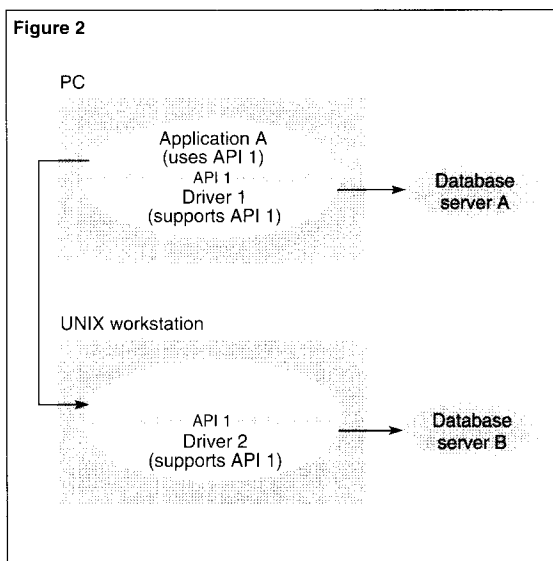 Figure 2
PC
Application A
(uses API 1)
API 1
Driver 1
(supports API 1)
Database
server A
UNIX workstation
API 1
Driver 2
(supports API 1)
Database
server B